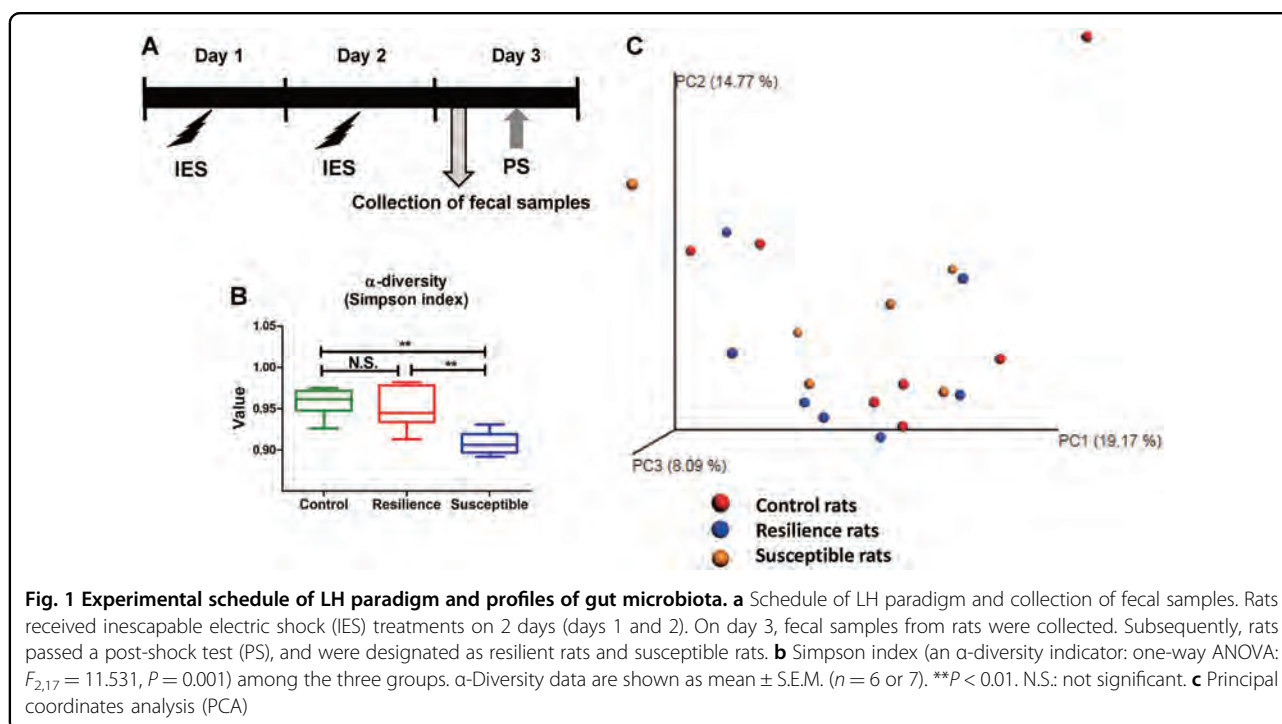 A
Day 1 Day 2 Day 3
IES IES PS
Collection of fecal samples
B
α-diversity
(Simpson index)
**
N.S. **
Value
1.05
1.00
0.95
0.90
Control Resilience Susceptible
C
PC2 (14.77 %)
PC1 (19.17 %)
PC3 (8.09 %)
Control rats
Resilience rats
Susceptible rats
Fig. 1 Experimental schedule of LH paradigm and profiles of gut microbiota. a Schedule of LH paradigm and collection of fecal samples. Rats
received inescapable electric shock (IES) treatments on 2 days (days 1 and 2). On day 3, fecal samples from rats were collected. Subsequently, rats
passed a post-shock test (PS), and were designated as resilient rats and susceptible rats. b Simpson index (an α-diversity indicator: one-way ANOVA:
F2,17 = 11.531, P = 0.001) among the three groups. α-Diversity data are shown as mean ± S.E.M. (n = 6 or 7). **P < 0.01. N.S.: not significant. c Principal
coordinates analysis (PCA)